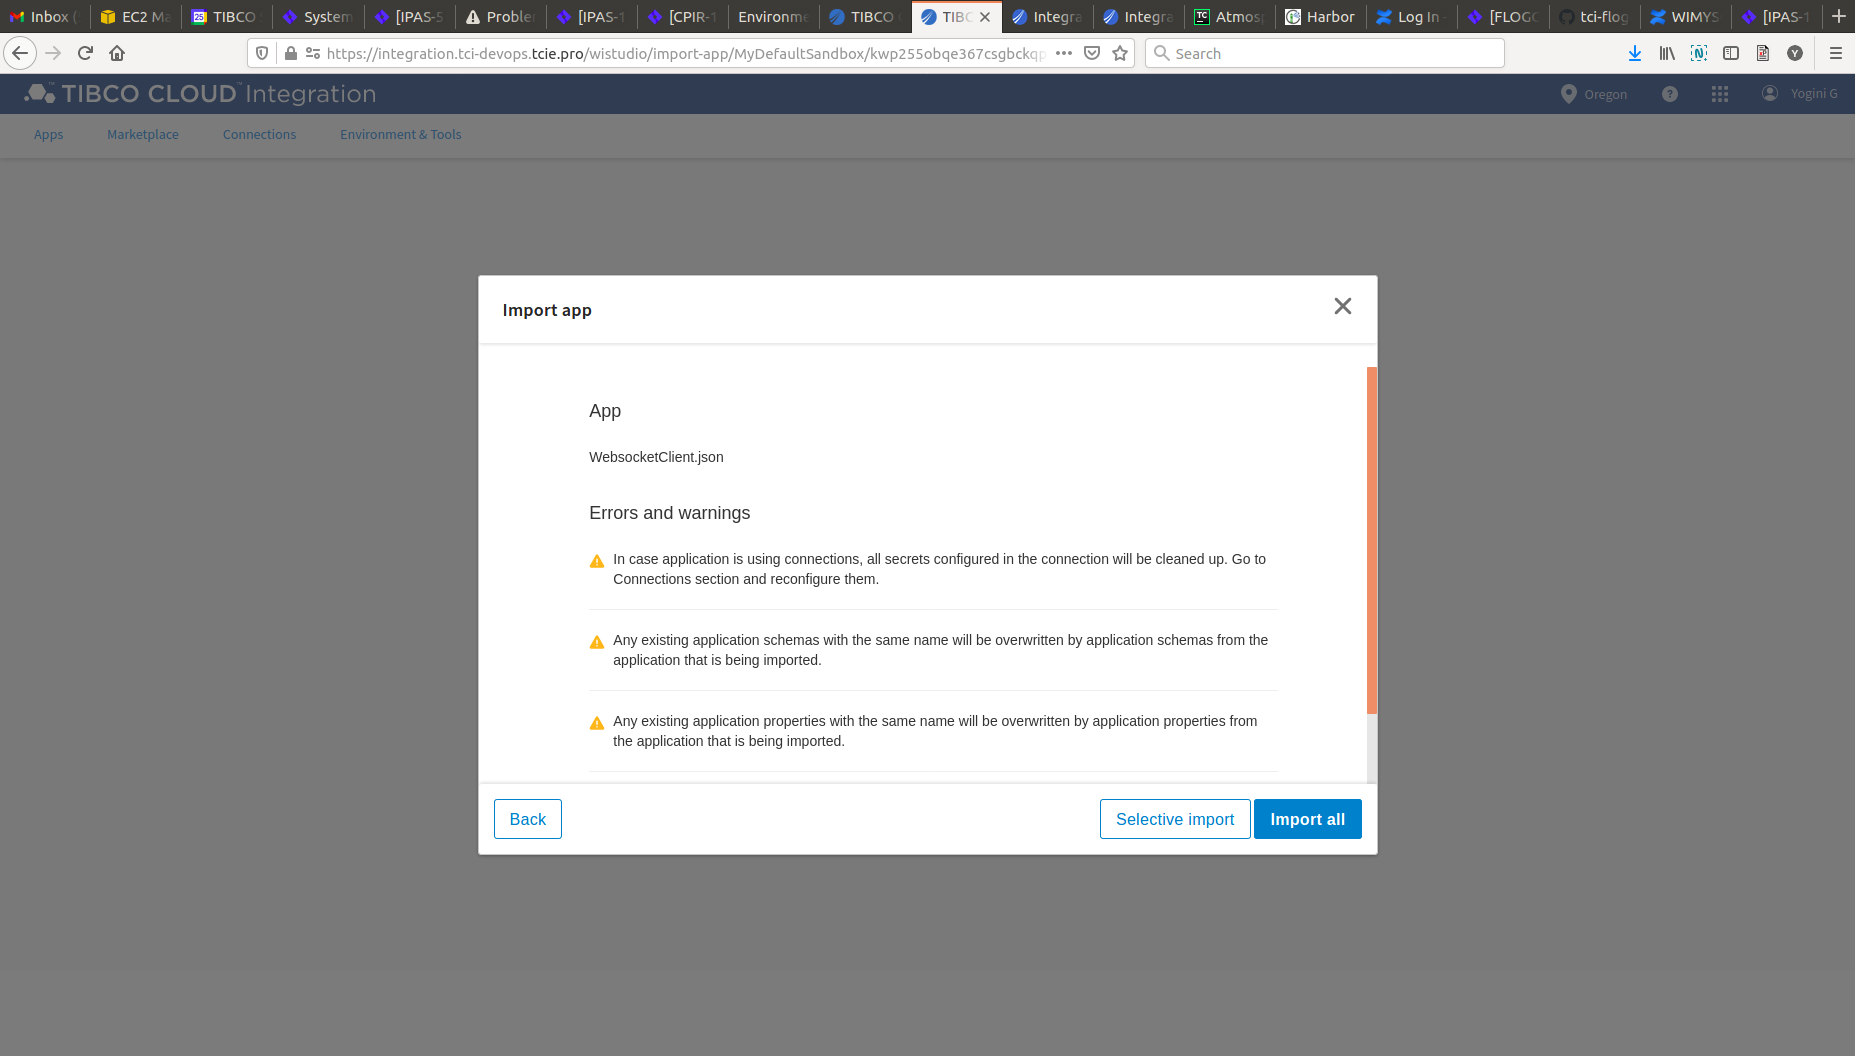 Inbox (
EC2 Ma
25
TIBCO
System
[IPAS-5
Probler
[IPAS-1
[CPIR-1
Environme
TIBCO
TIBC
Integra
Integra
TC
Atmos
Harbor
Log In -
[FLOGO
tci-flog
WIMYS
[IPAS-1
https://integration.tci-devops.tcie.pro/wistudio/import-app/MyDefaultSandbox/kwp255obqe367csgbckqp
Search
Y
TIBCO CLOUD™ Integration
Oregon
?
Yogini G
Apps
Marketplace
Connections
Environment & Tools
Import app
App
WebsocketClient.json
Errors and warnings
In case application is using connections, all secrets configured in the connection will be cleaned up. Go to
Connections section and reconfigure them.
Any existing application schemas with the same name will be overwritten by application schemas from the
application that is being imported.
Any existing application properties with the same name will be overwritten by application properties from
the application that is being imported.
Back
Selective import
Import all